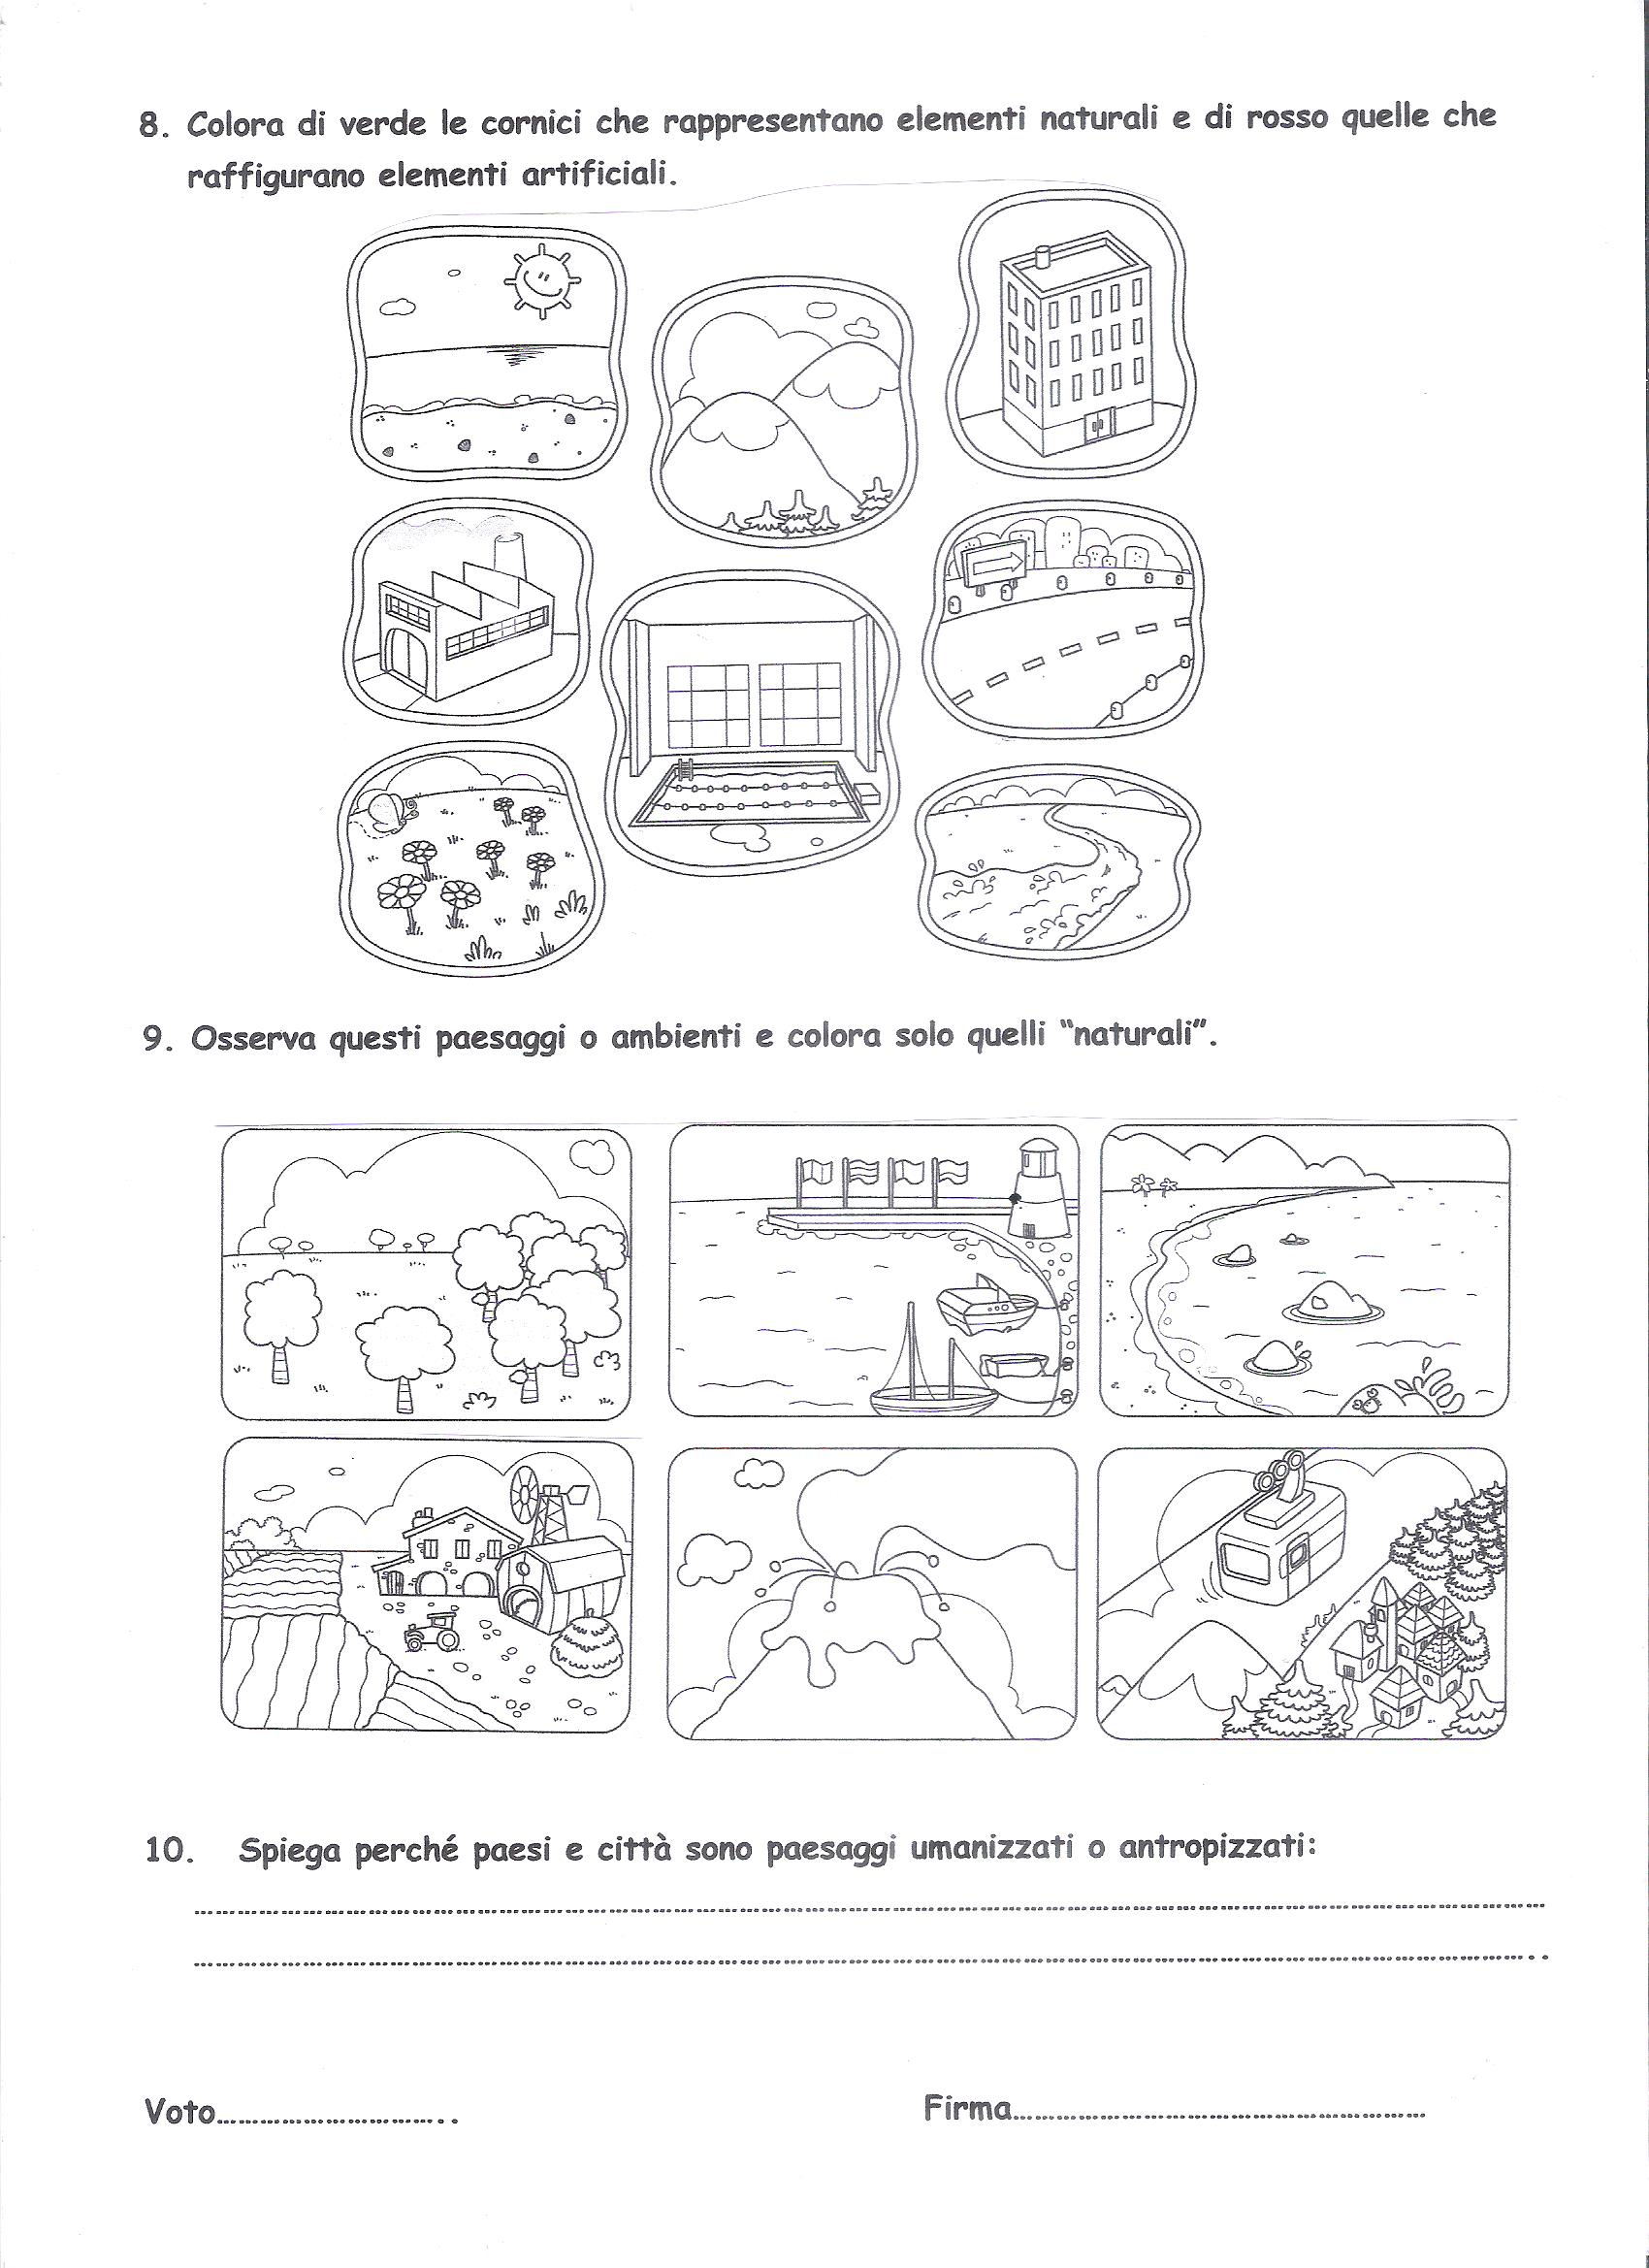 8. Colora di verde le cornici che rappresentano elementi naturali e di rosso quelle che
raffigurano elementi artificiali.
9. Osserva questi paesaggi o ambienti e colora solo quelli “naturali”.
10. Spiega perché paesi e città sono paesaggi umanizzati o antropizzati:
Voto………………………….. Firma……………………………………………………